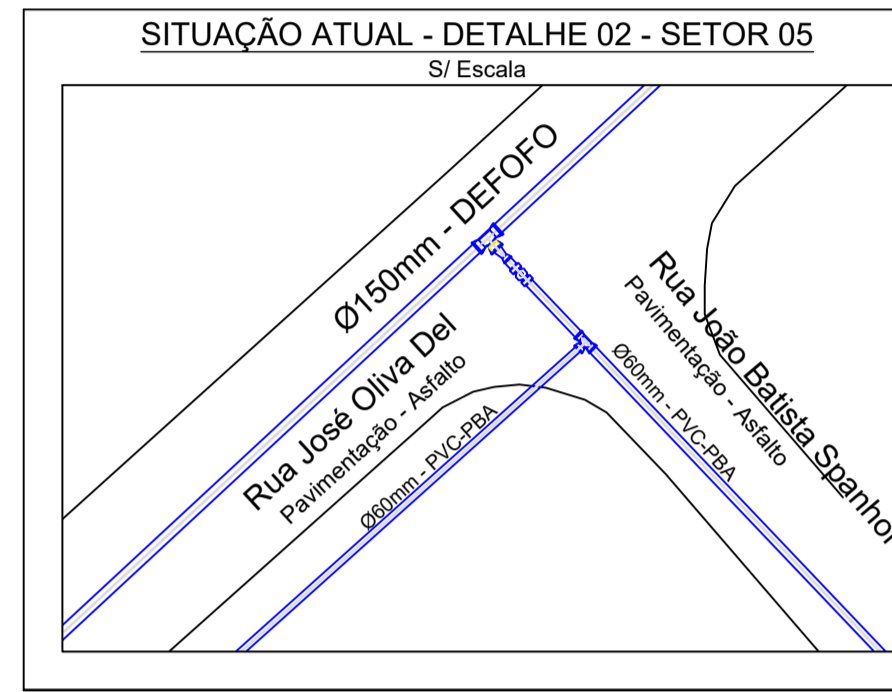 SITUAÇÃO ATUAL - DETALHE 02 - SETOR 05
S/ Escala
Ø150mm - DEFOFO
Rua José Oliva Del
Pavimentação - Asfalto
Ø60mm - PVC-PBA
Rua João Batista Spanhol
Pavimentação - Asfalto
Ø60mm - PVC-PBA